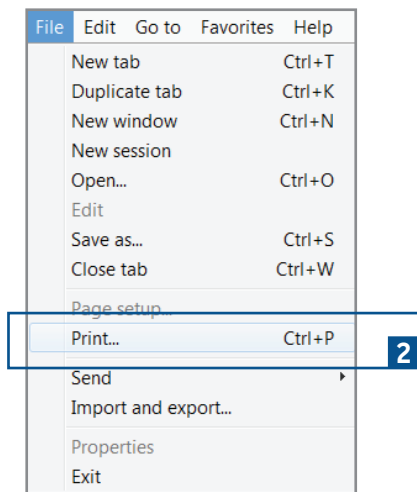 File Edit Go to Favorites Help
New tab Ctrl+T
Duplicate tab Ctrl+K
New window Ctrl+N
New session
Open... Ctrl+O
Edit
Save as... Ctrl+S
Close tab Ctrl+W
Page setup...
Print... Ctrl+P
2
Send
Import and export...
Properties
Exit